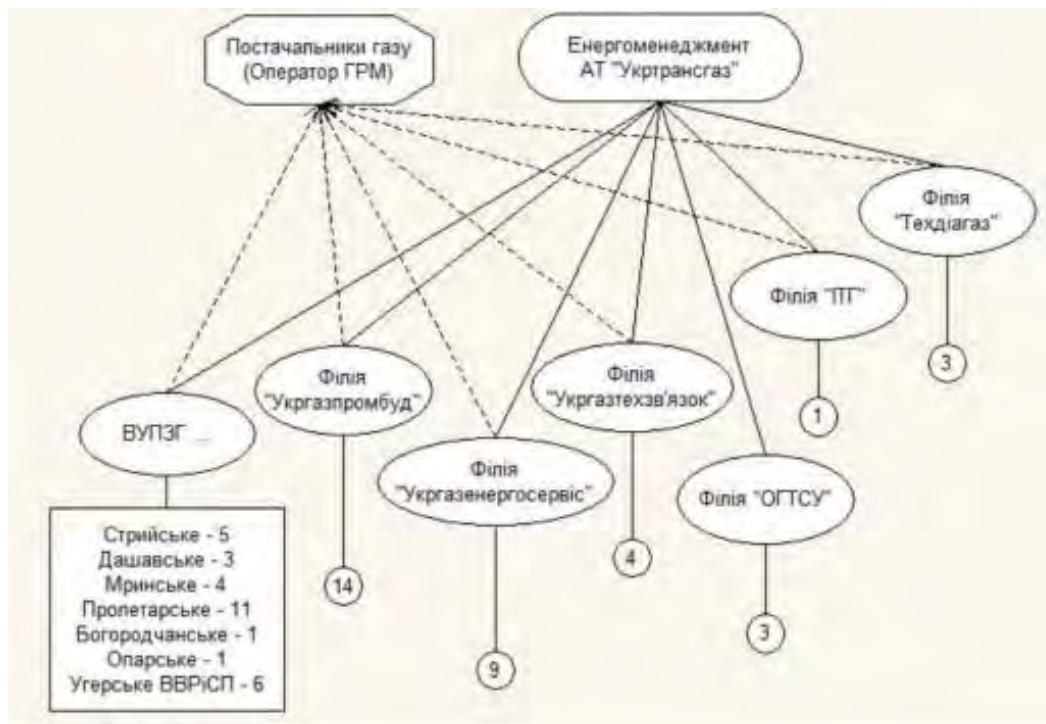 Постачальники газу
(Оператор ГРМ)
Енергоменеджмент
АТ "Укртрансгаз"
Філія
"Техдіагаз"
Філія "ІТГ"
3
Філія
"Укргазпромбуд"
Філія
"Укргазтехзв'язок"
1
ВУПЗГ ...
Філія
"Укргазенергосервіс"
Філія "ОГТСУ"
Стрийське - 5
Дашавське - 3
Мринське - 4
Пролетарське - 11
Богородчанське - 1
Опарське - 1
Угерське ВВРіСП - 6
14
4
9
3